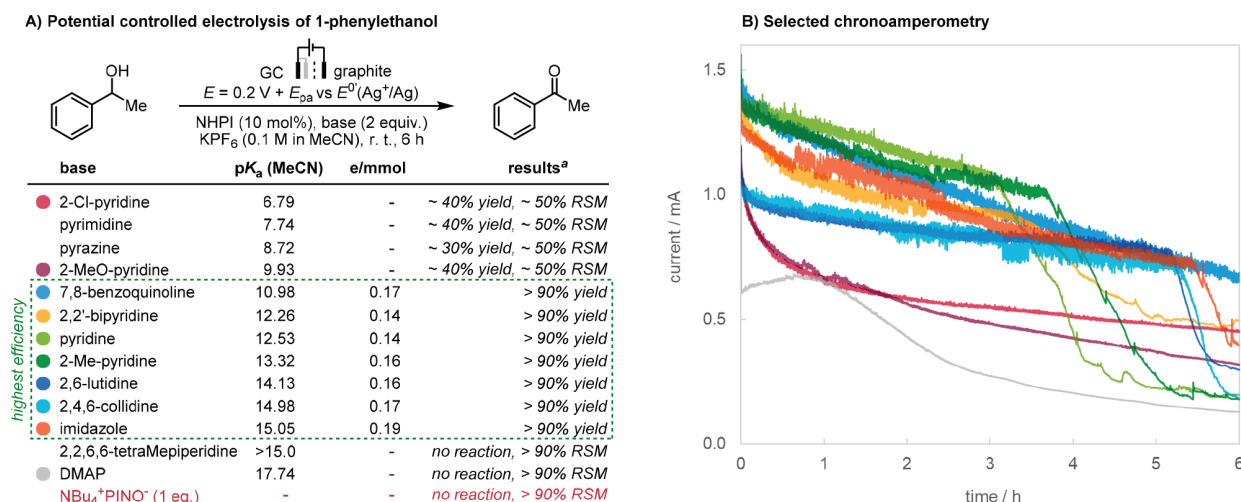 A) Potential controlled electrolysis of 1-phenylethanol
OH
Me
GC
graphite
E = 0.2 V + Epa vs E0'(Ag+/Ag)
NHPI (10 mol%), base (2 equiv.)
KPF6 (0.1 M in MeCN), r. t., 6 h
O
Me
base pKa (MeCN) e/mmol resultsa
2-Cl-pyridine 6.79 - ~ 40% yield, ~ 50% RSM
pyrimidine 7.74 - ~ 40% yield, ~ 50% RSM
pyrazine 8.72 - ~ 30% yield, ~ 50% RSM
2-MeO-pyridine 9.93 - ~ 40% yield, ~ 50% RSM
highest efficiency
7,8-benzoquinoline 10.98 0.17 > 90% yield
2,2'-bipyridine 12.26 0.14 > 90% yield
pyridine 12.53 0.14 > 90% yield
2-Me-pyridine 13.32 0.16 > 90% yield
2,6-lutidine 14.13 0.16 > 90% yield
2,4,6-collidine 14.98 0.17 > 90% yield
imidazole 15.05 0.19 > 90% yield
2,2,6,6-tetraMepiperidine >15.0 - no reaction, > 90% RSM
DMAP 17.74 - no reaction, > 90% RSM
NBu4+PINO- (1 eq.) - - no reaction, > 90% RSM
B) Selected chronoamperometry
current / mA
1.5
1.0
0.5
0.0
0 1 2 3 4 5 6
time / h